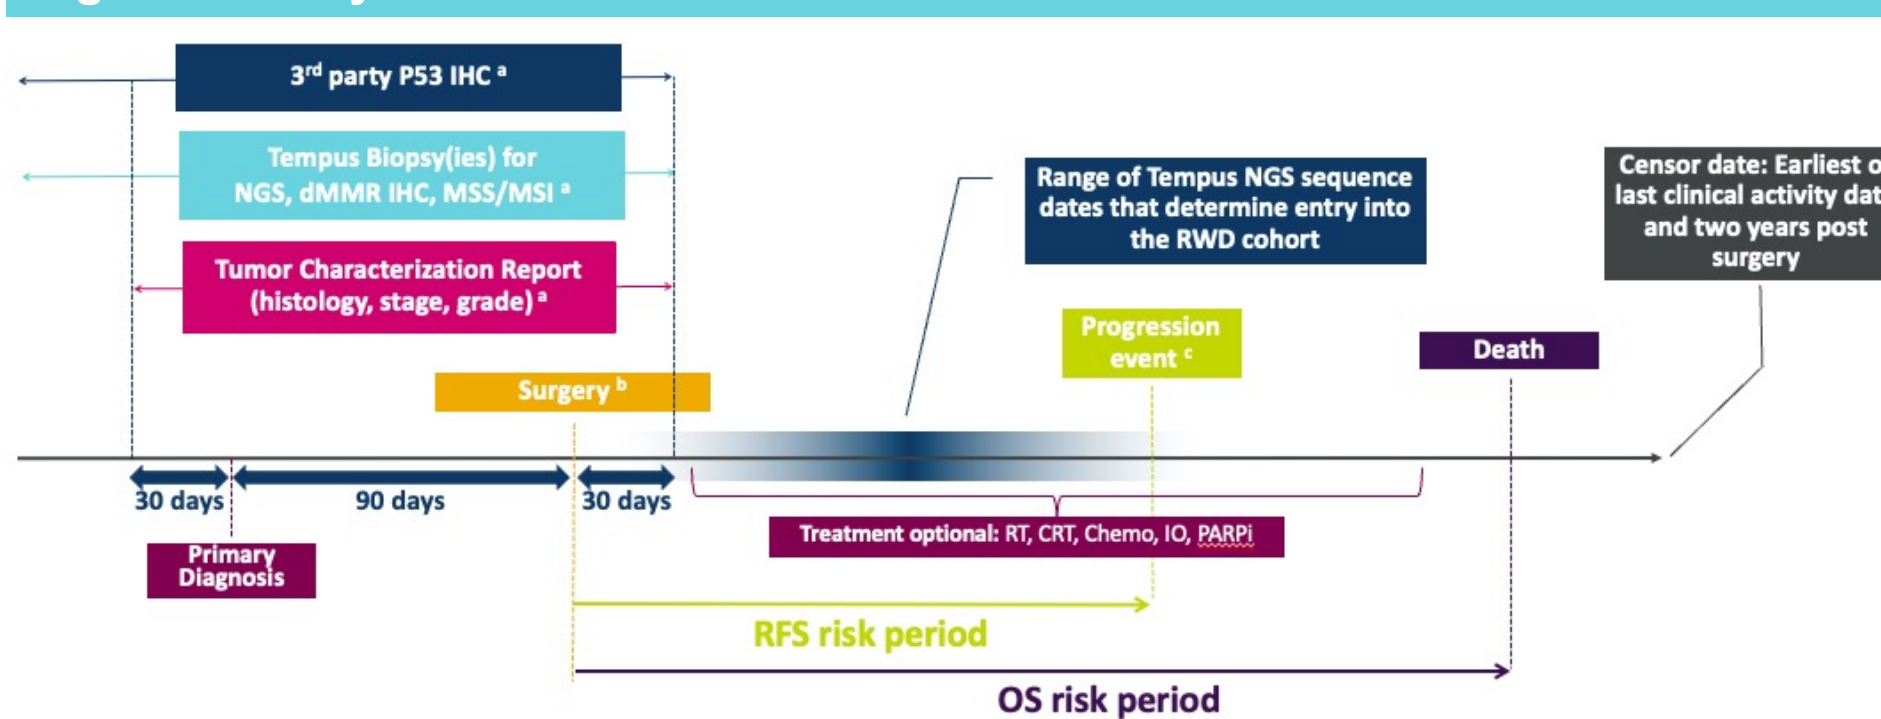 3rd party P53 IHC a
Tempus Biopsy(ies) for
NGS, dMMR IHC, MSS/MSI a
Tumor Characterization Report
(histology, stage, grade) a
Surgery b
Range of Tempus NGS sequence
dates that determine entry into
the RWD cohort
Progression
event c
Death
Censor date: Earliest o
last clinical activity dat
and two years post
surgery
30 days
90 days
30 days
Primary
Diagnosis
Treatment optional: RT, CRT, Chemo, IO, PARPi
RFS risk period
OS risk period